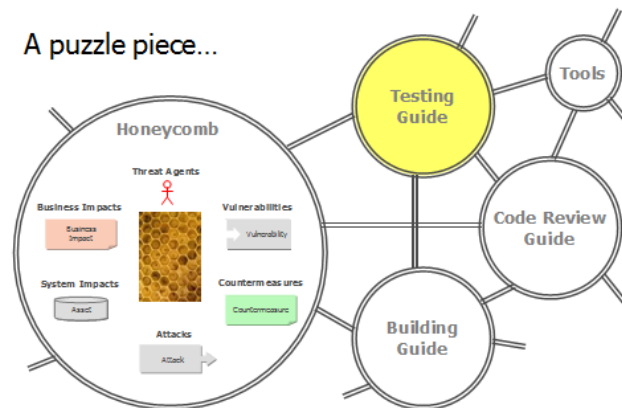 A puzzle piece...
Testing
Guide
Tools
Honeycomb
Threat Agents
Business Impacts
Vulnerabilities
Business
Impact
Vulnerability
Code Review
Guide
System Impacts
Countermeasures
Asset
Countermeasure
Attacks
Attack
Building
Guide